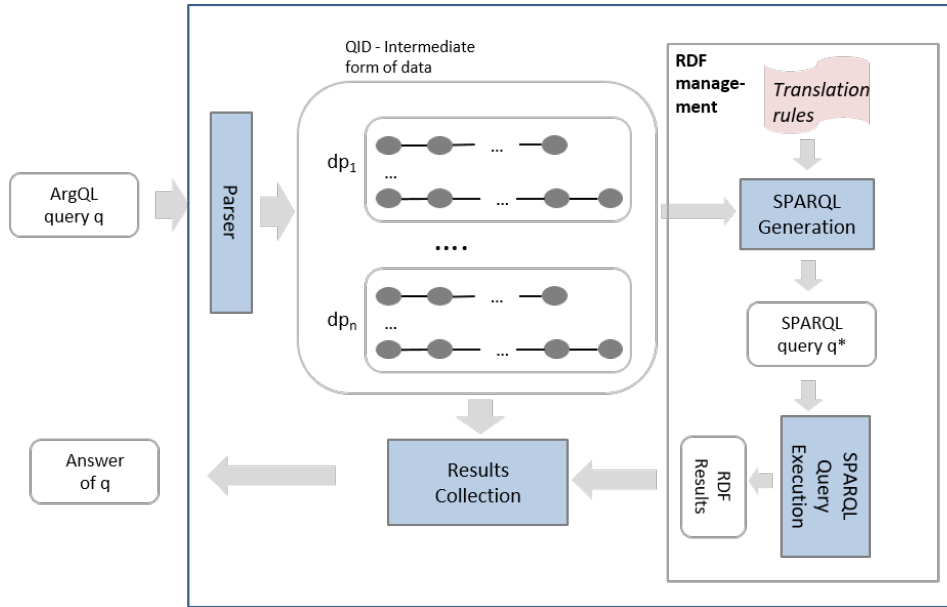 QID - Intermediate
form of data
RDF
manage-
ment
Translation
rules
ArgQL
query q
Parser
dp₁
...
...
...
....
dpₙ
...
...
...
SPARQL
Generation
SPARQL
query q*
SPARQL
Query
Execution
RDF
Results
Results
Collection
Answer
of q